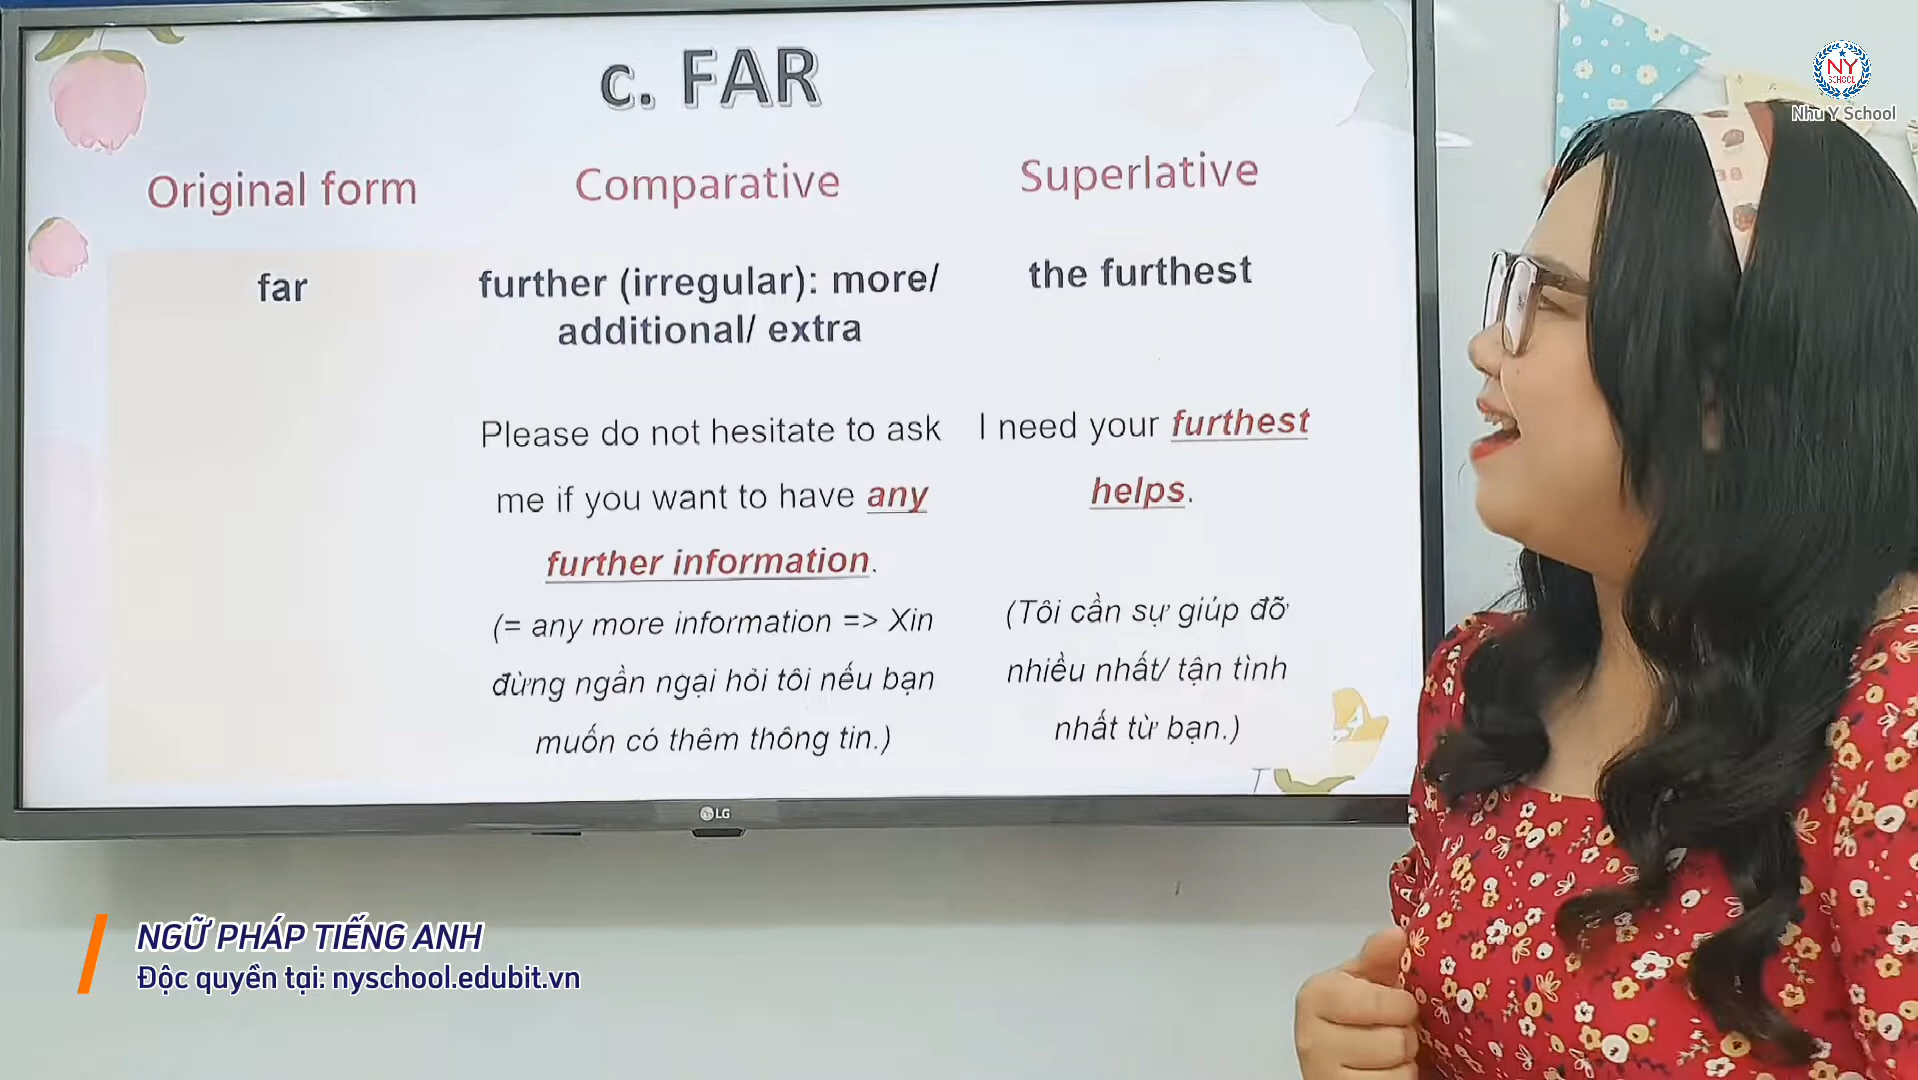 c. FAR
Original form
Comparative
Superlative
far
further (irregular): more/
additional/ extra
the furthest
Please do not hesitate to ask
me if you want to have any
further information.
(= any more information => Xin
đừng ngần ngại hỏi tôi nếu bạn
muốn có thêm thông tin.)
I need your furthest
helps.
(Tôi cần sự giúp đỡ
nhiều nhất/ tận tình
nhất từ bạn.)
LG
NY
SCHOOL
Như Ý School
NGỮ PHÁP TIẾNG ANH
Độc quyền tại: nyschool.edubit.vn